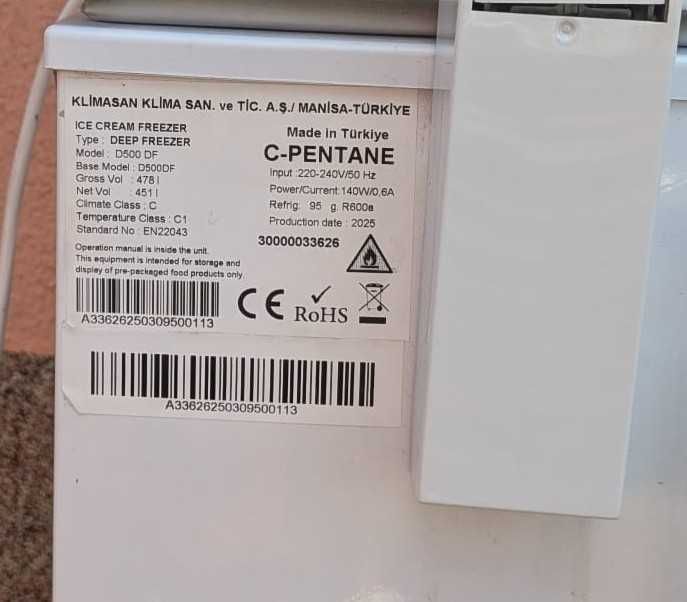 KLİMASAN KLİMA SAN. ve TİC. A.Ş./ MANİSA-TÜRKİYE
ICE CREAM FREEZER
Type : DEEP FREEZER
Model : D500 DF
Base Model : D500DF
Gross Vol : 478 l
Net Vol : 451 l
Climate Class : C
Temperature Class : C1
Standard No : EN22043
Operation manual is inside the unit.
This equipment is intended for storage and
display of pre-packaged food products only.
Made in Türkiye
C-PENTANE
Input :220-240V/50 Hz
Power/Current:140W/0,6A
Refrig: 95 g. R600a
Production date : 2025
30000033626
A33626250309500113
CE
RoHS
A33626250309500113